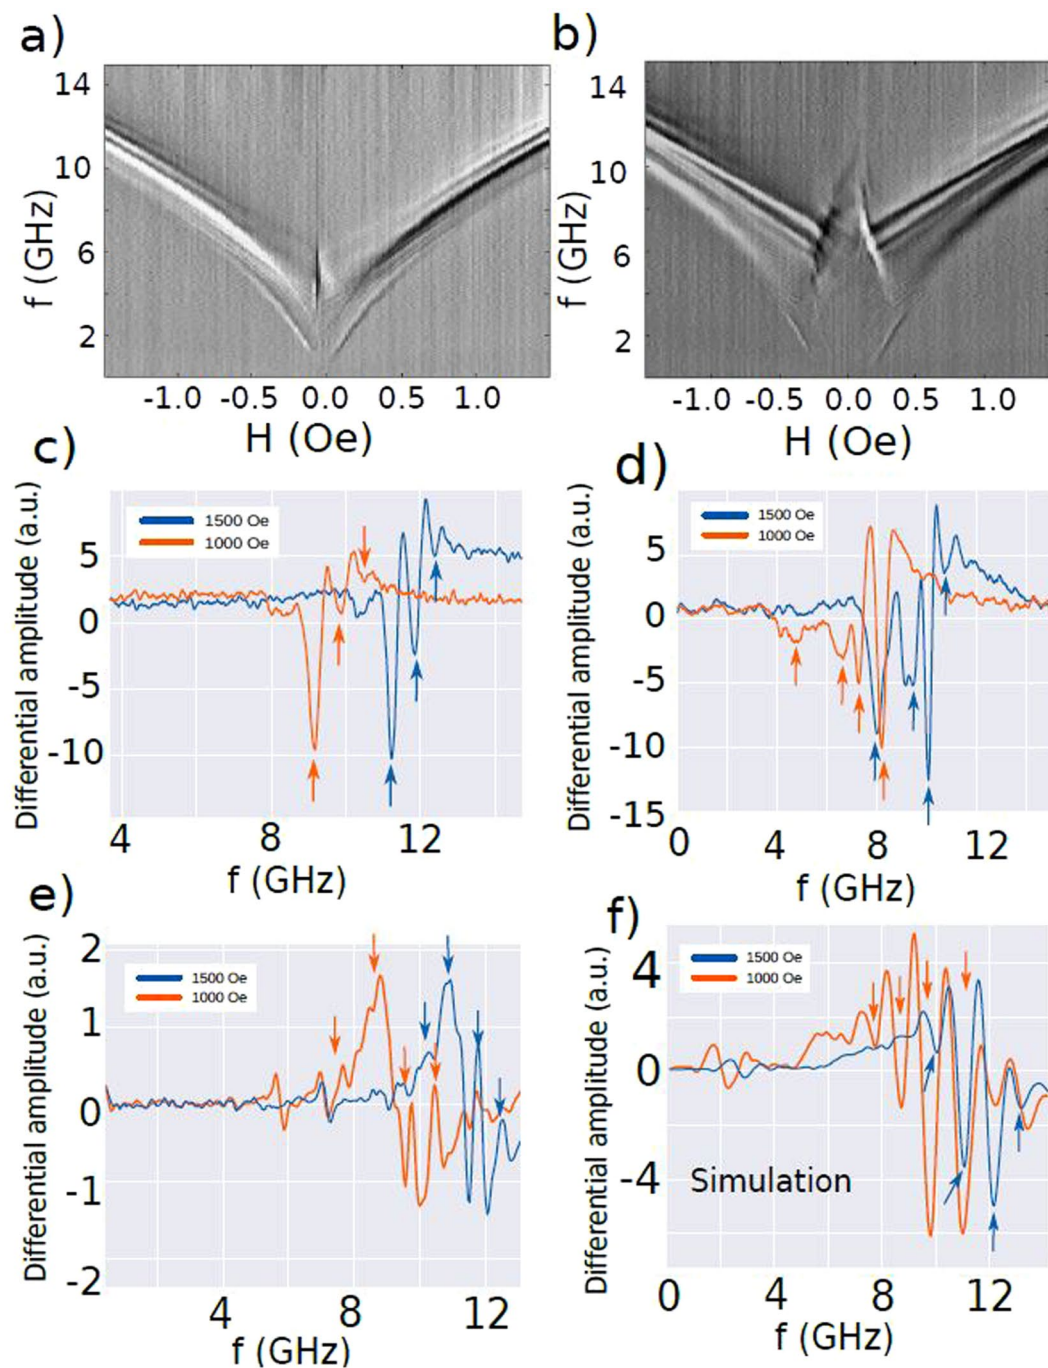 a)
b)
14
10
6
2
f (GHz)
-1.0 -0.5 0.0 0.5 1.0
H (Oe)
14
10
6
2
f (GHz)
-1.0 -0.5 0.0 0.5 1.0
H (Oe)
c)
d)
Differential amplitude (a.u.)
5
0
-5
-10
1500 Oe
1000 Oe
4 8 12
f (GHz)
Differential amplitude (a.u.)
5
0
-5
-10
-15
1500 Oe
1000 Oe
0 4 8 12
f (GHz)
e)
f)
Differential amplitude (a.u.)
2
1
0
-1
-2
1500 Oe
1000 Oe
8 12
f (GHz)
Differential amplitude (a.u.)
4
0
-4
1500 Oe
1000 Oe
Simulation
0 4 8 12
f (GHz)